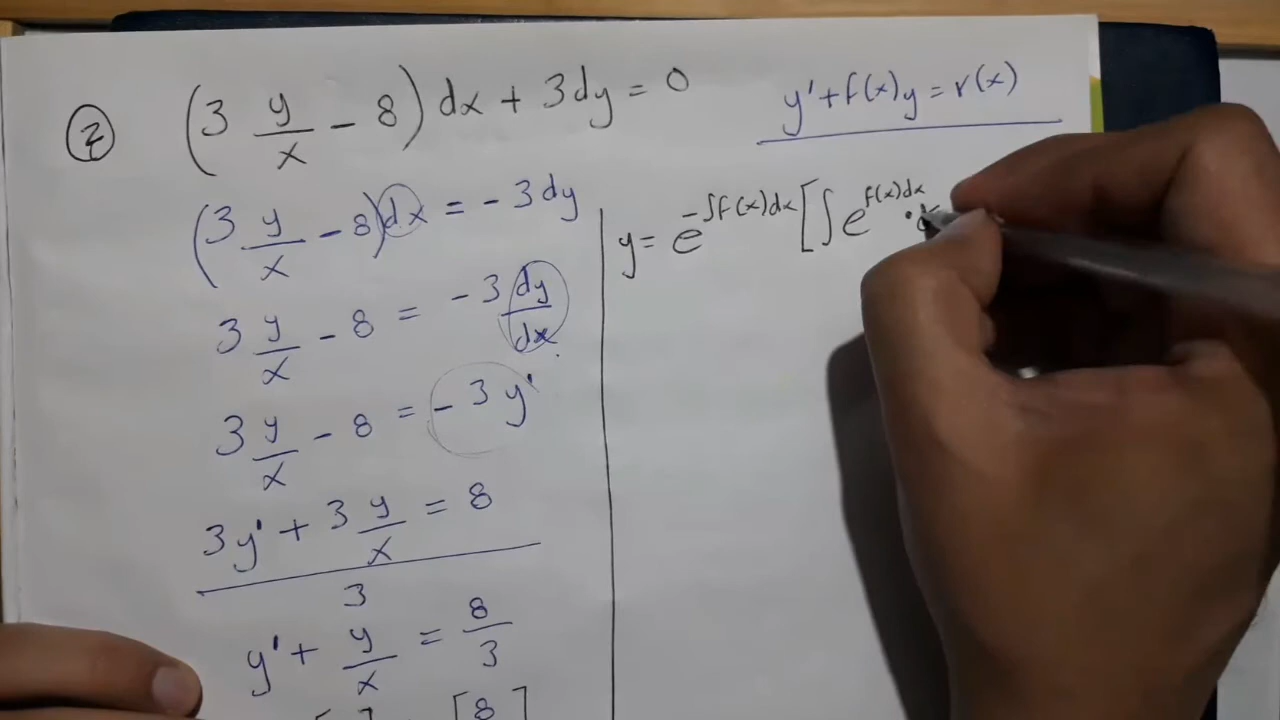 ② (3 y/x - 8) dx + 3dy = 0
y' + f(x)y = r(x)
(3 y/x - 8)dx = -3dy
3 y/x - 8 = -3 dy/dx
3 y/x - 8 = -3y'
3y' + 3 y/x = 8
3
y' + y/x = 8/3
[8]
y = e^{-∫f(x)dx} [∫e^{f(x)dx} ·